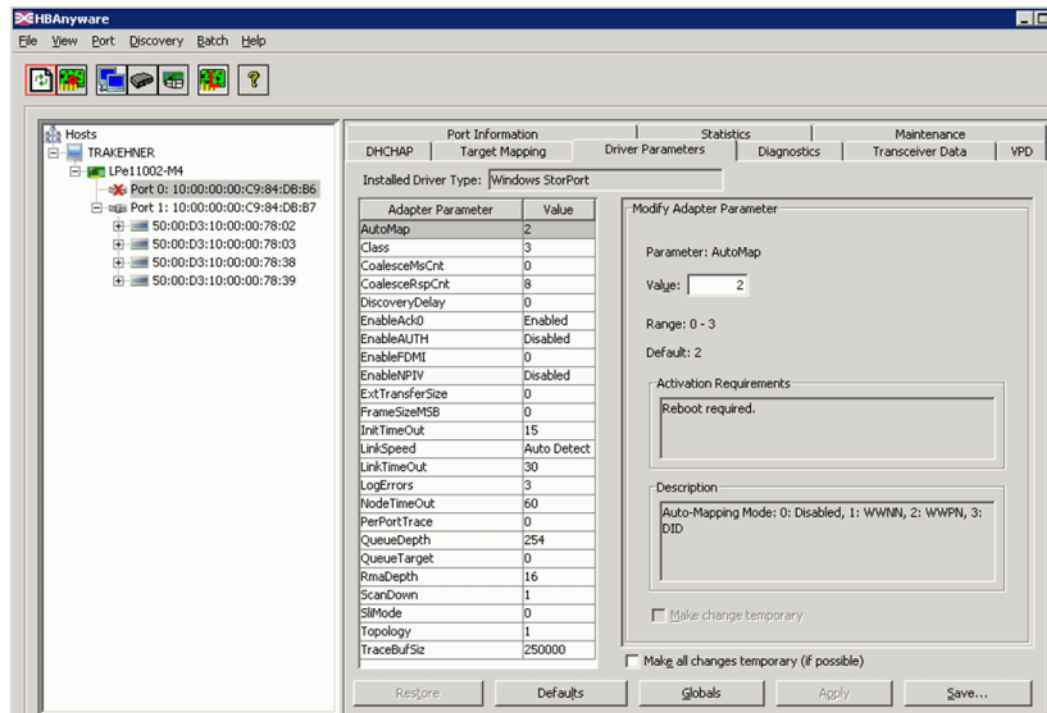 HBAnyware
File View Port Discovery Batch Help
Hosts
TRAKEHNER
LPe11002-M4
Port 0: 10:00:00:00:C9:84:DB:B6
Port 1: 10:00:00:00:C9:84:DB:B7
50:00:D3:10:00:00:78:02
50:00:D3:10:00:00:78:03
50:00:D3:10:00:00:78:38
50:00:D3:10:00:00:78:39
Port Information Statistics Maintenance
DHCHAP Target Mapping Driver Parameters Diagnostics Transceiver Data VPD
Installed Driver Type: Windows StorPort
Adapter Parameter Value
AutoMap 2
Class 3
CoalesceMsCnt 0
CoalesceRspCnt 8
DiscoveryDelay 0
EnableAck0 Enabled
EnableAUTH Disabled
EnableFDMI 0
EnableNPIV Disabled
ExtTransferSize 0
FrameSizeMSB 0
InitTimeOut 15
LinkSpeed Auto Detect
LinkTimeOut 30
LogErrors 3
NodeTimeOut 60
PerPortTrace 0
QueueDepth 254
QueueTarget 0
RmaDepth 16
ScanDown 1
SliMode 0
Topology 1
TraceBufSiz 250000
Modify Adapter Parameter
Parameter: AutoMap
Value: 2
Range: 0 - 3
Default: 2
Activation Requirements
Reboot required.
Description
Auto-Mapping Mode: 0: Disabled, 1: WWNN, 2: WWPN, 3:
DID
Make change temporary
Make all changes temporary (if possible)
Restore Defaults Globals Apply Save...